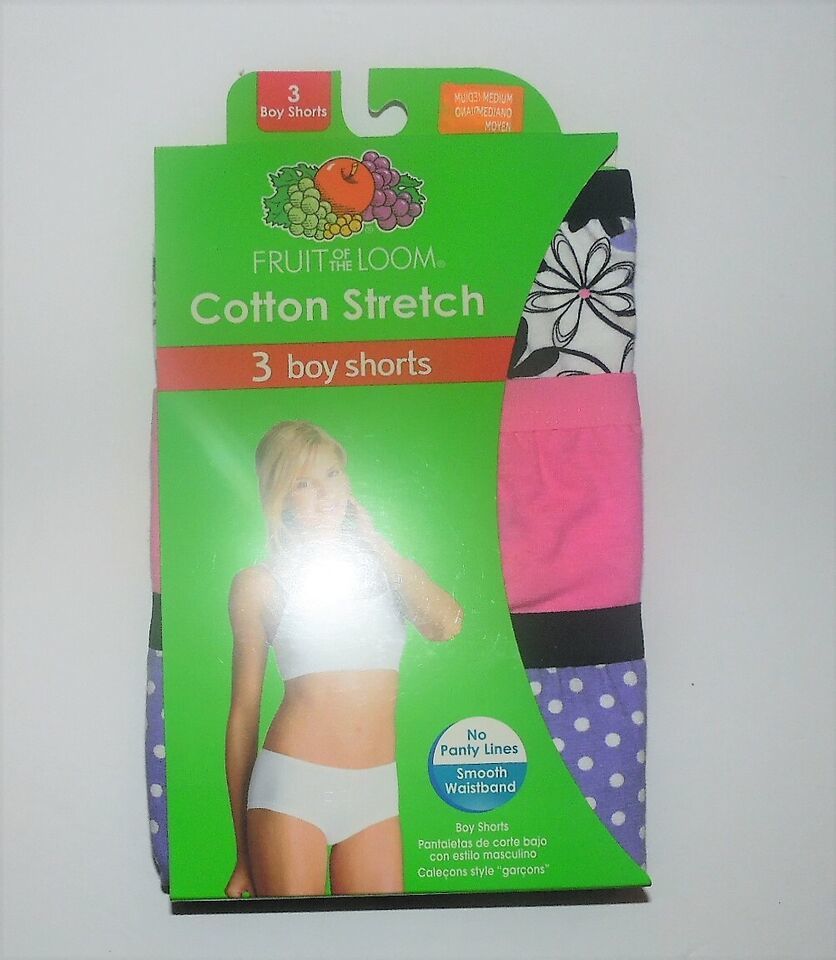 3
Boy Shorts
MEDIUM
MEDIANO
MOYEN
FRUIT OF THE LOOM®
Cotton Stretch
3 boy shorts
No
Panty Lines
Smooth
Waistband
Boy Shorts
Pantaletas de corte bajo
con estilo masculino
Caleçons style "garçons"